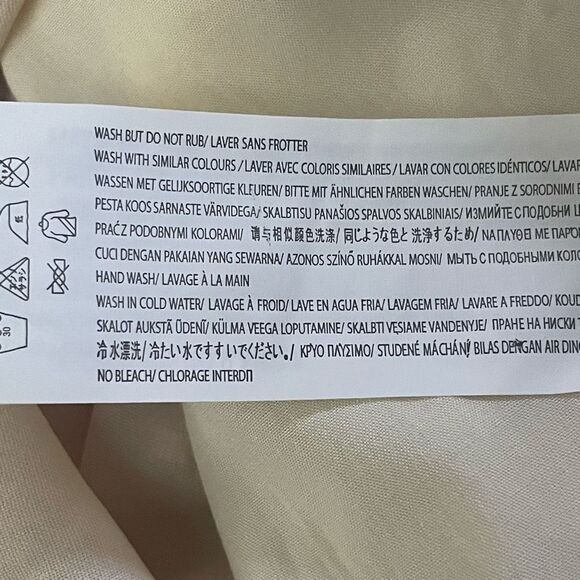 WASH BUT DO NOT RUB/ LAVER SANS FROTTER
WASH WITH SIMILAR COLOURS / LAVER AVEC COLORIS SIMILAIRES / LAVAR CON COLORES IDÉNTICOS/ LAVAR
WASSEN MET GELIJKSOORTIGE KLEUREN/ BITTE MIT ÄHNLICHEN FARBEN WASCHEN/ PRANJE Z SORODNIMI
PESTA KOOS SARNASTE VÄRVIDEGA/ SKALBTISU PANAŠIOS SPALVOS SKALBINIAIS/ ИЗМИЙТЕ С ПОДОБНИ
PRAĆ Z PODOBNYMI KOLORAMI/ 请与相似颜色洗涤/ 同じような色と 洗浄するため/ ΝΑ ΠΛΥΘΕΙ ΜΕ
CUCI DENGAN PAKAIAN YANG SEWARNA/ AZONOS SZÍNŐ RUHÁKKAL MOSNI/ МЫТЬ С ПОДОБНЫМИ
HAND WASH/ LAVAGE À LA MAIN
WASH IN COLD WATER/ LAVAGE À FROID/ LAVE EN AGUA FRIA/ LAVAGEM FRIA/ LAVARE A FREDDO/ KOUD
SKALOT AUKSTĀ ŪDENĪ/ KÜLMA VEEGA LOPUTAMINE/ SKALBTI VĘSIAME VANDENYJE/ ПРАНЕ НА НИСКИ
冷水漂洗/ 冷たい水ですすいでください。/ ΚΡΥΟ ΠΛΥΣΙΜΟ/ STUDENÉ MÁCHÁNÍ/ BILAS DENGAN AIR
NO BLEACH/ CHLORAGE INTERDIT
30